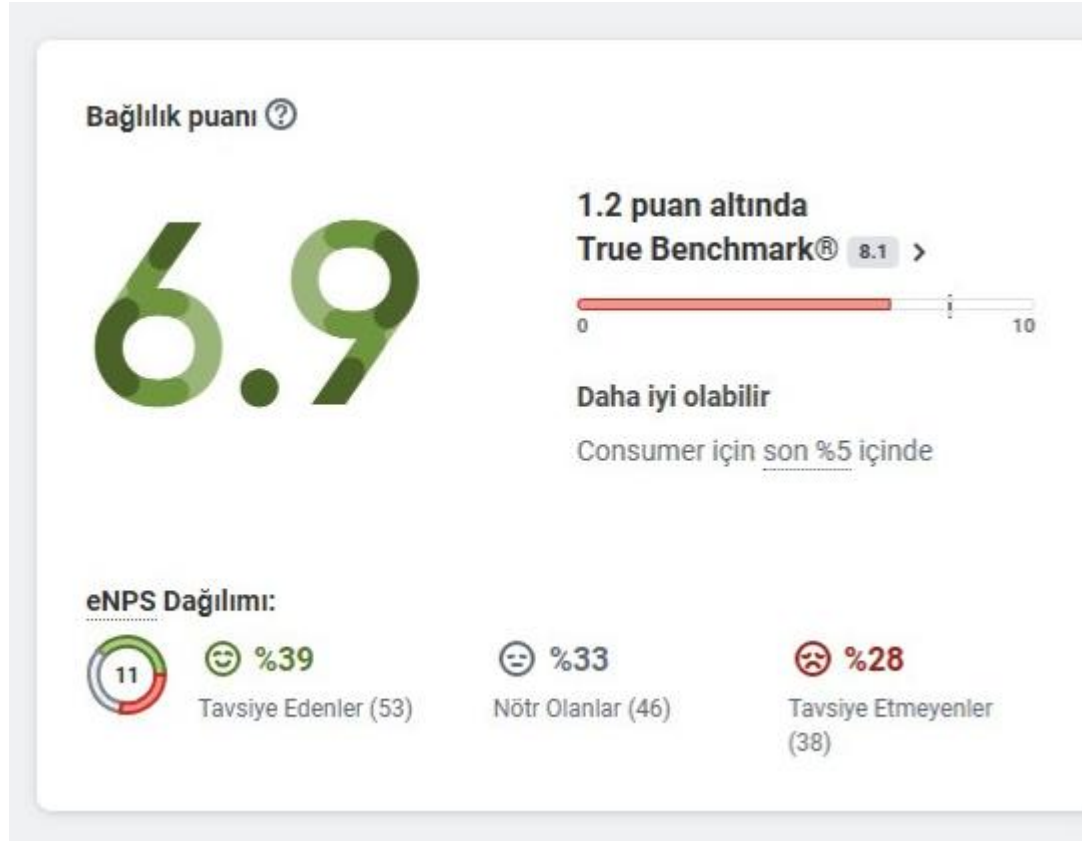 Bağlılık puanı ?
6.9
1.2 puan altında
True Benchmark® 8.1 >
0
10
Daha iyi olabilir
Consumer için son %5 içinde
eNPS Dağılımı:
11
%39
Tavsiye Edenler (53)
%33
Nötr Olanlar (46)
%28
Tavsiye Etmeyenler
(38)